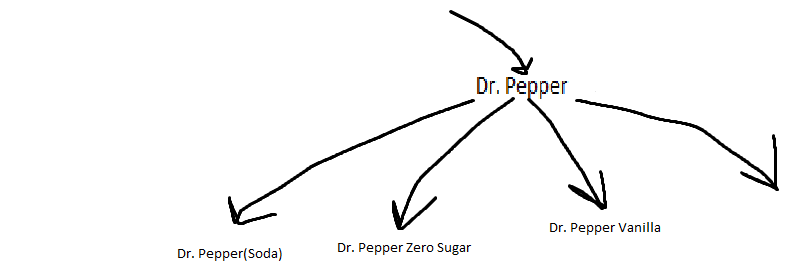 Dr. Pepper
Dr. Pepper(Soda)
Dr. Pepper Zero Sugar
Dr. Pepper Vanilla